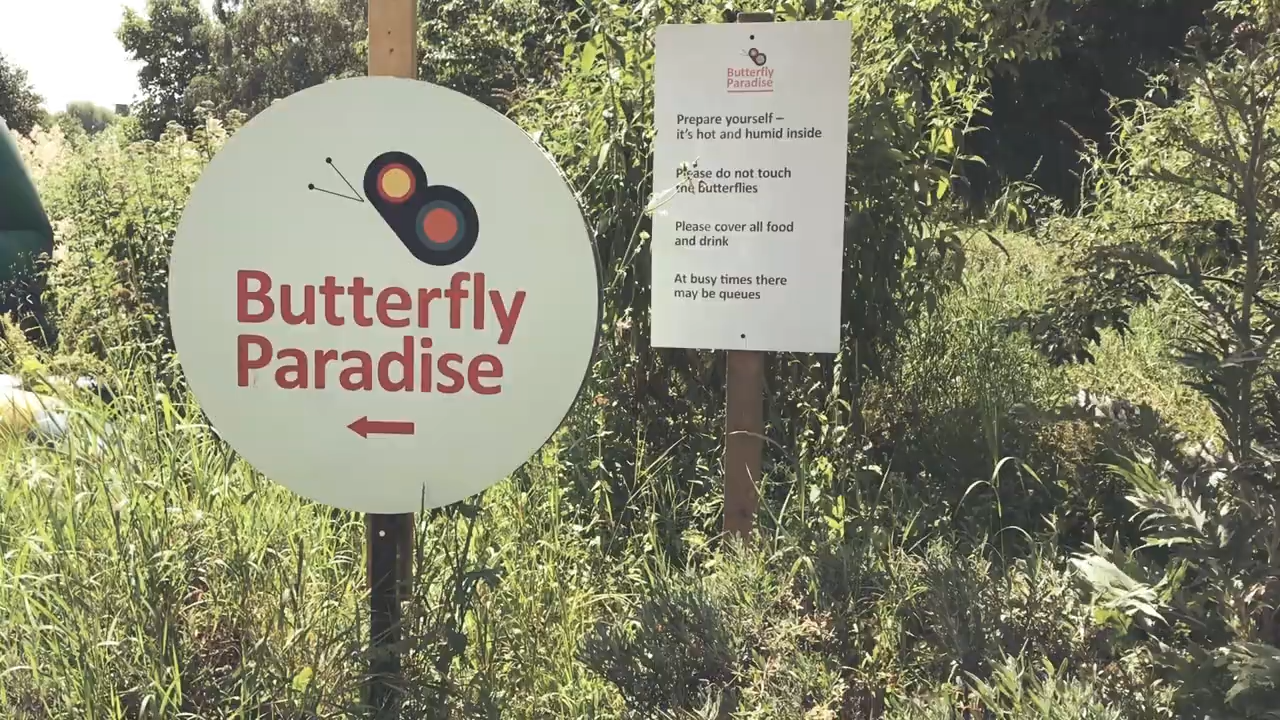 Butterfly
Paradise
Butterfly
Paradise
Prepare yourself –
it's hot and humid inside
Please do not touch
the butterflies
Please cover all food
and drink
At busy times there
may be queues